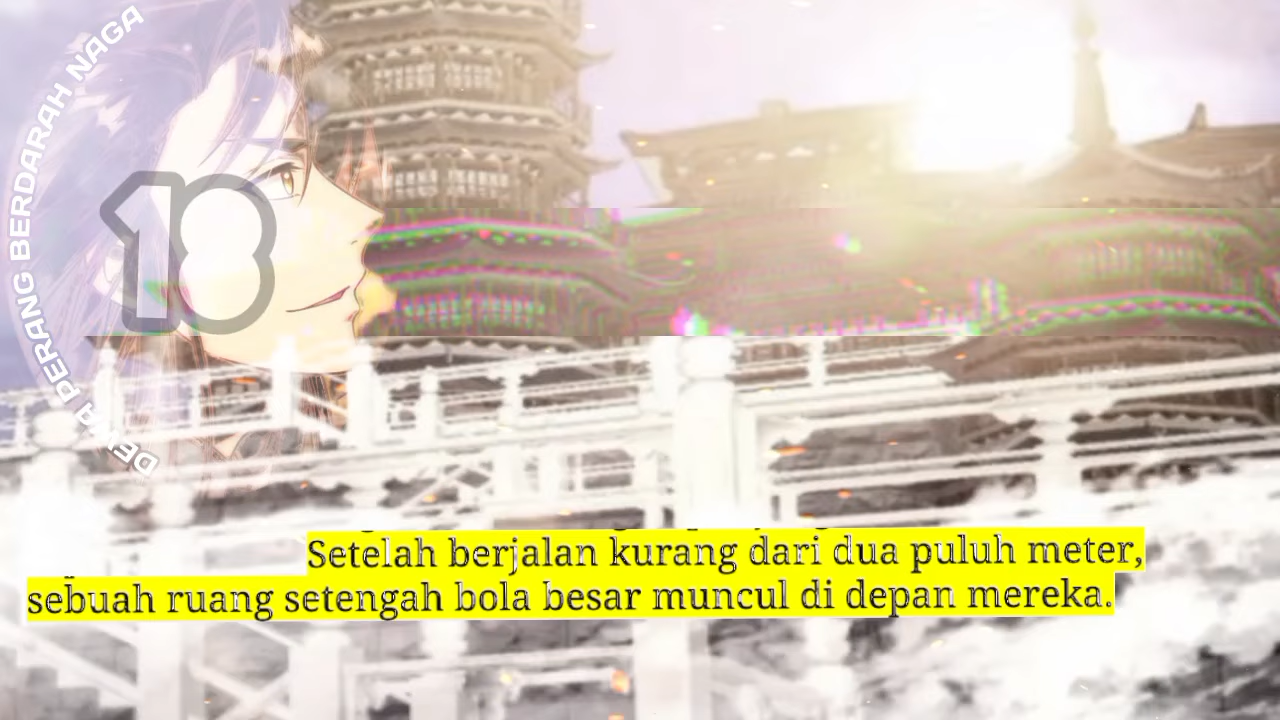 DEWA PERANG BERDARAH NAGA
18
Setelah berjalan kurang dari dua puluh meter,
sebuah ruang setengah bola besar muncul di depan mereka.